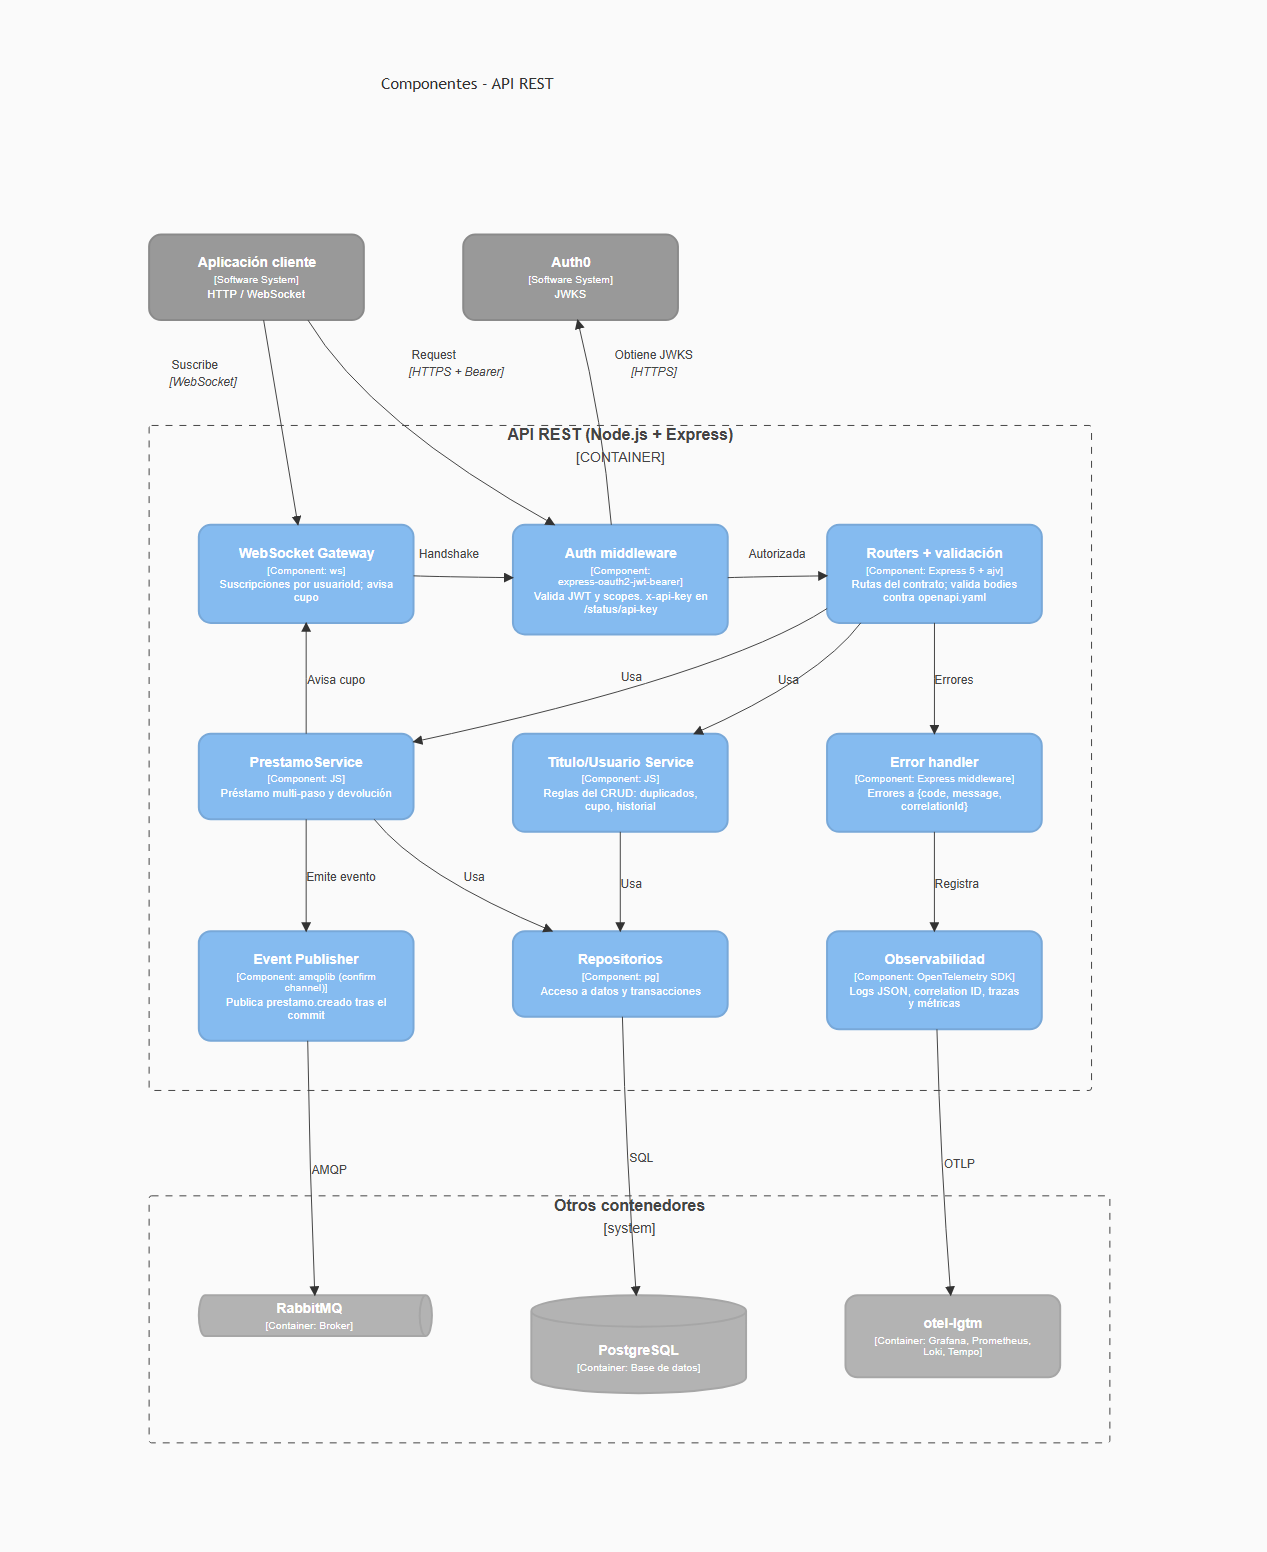 Componentes - API REST
Aplicación cliente
[Software System]
HTTP / WebSocket
Auth0
[Software System]
JWKS
Suscribe
[WebSocket]
Request
[HTTPS + Bearer]
Obtiene JWKS
[HTTPS]
API REST (Node.js + Express)
[CONTAINER]
WebSocket Gateway
[Component: ws]
Suscripciones por usuarioId; avisa
cupo
Handshake
Auth middleware
[Component:
express-oauth2-jwt-bearer]
Valida JWT y scopes. x-api-key en
/status/api-key
Autorizada
Routers + validación
[Component: Express 5 + ajv]
Rutas del contrato; valida bodies
contra openapi.yaml
Avisa cupo
Usa
Usa
Errores
PrestamoService
[Component: JS]
Préstamo multi-paso y devolución
Titulo/Usuario Service
[Component: JS]
Reglas del CRUD: duplicados,
cupo, historial
Error handler
[Component: Express middleware]
Errores a {code, message,
correlationId}
Emite evento
Usa
Usa
Registra
Event Publisher
[Component: amqplib (confirm
channel)]
Publica prestamo.creado tras el
commit
Repositorios
[Component: pg]
Acceso a datos y transacciones
Observabilidad
[Component: OpenTelemetry SDK]
Logs JSON, correlation ID, trazas
y métricas
AMQP
SQL
OTLP
Otros contenedores
[system]
RabbitMQ
[Container: Broker]
PostgreSQL
[Container: Base de datos]
otel-lgtm
[Container: Grafana, Prometheus,
Loki, Tempo]